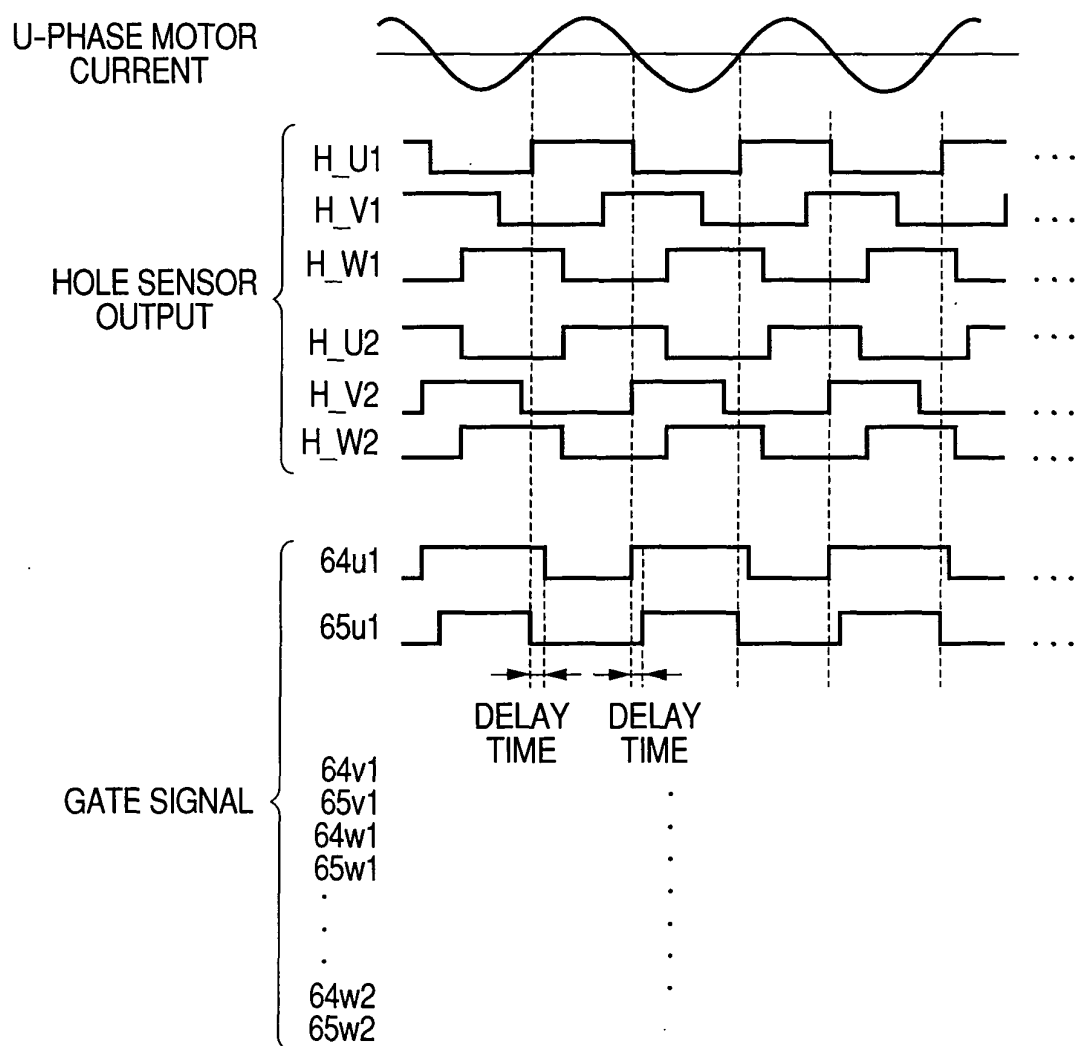 U-PHASE MOTOR
CURRENT
HOLE SENSOR
OUTPUT
H_U1
H_V1
H_W1
H_U2
H_V2
H_W2
GATE SIGNAL
64u1
65u1
DELAY
TIME
DELAY
TIME
64v1
65v1
64w1
65w1
64w2
65w2